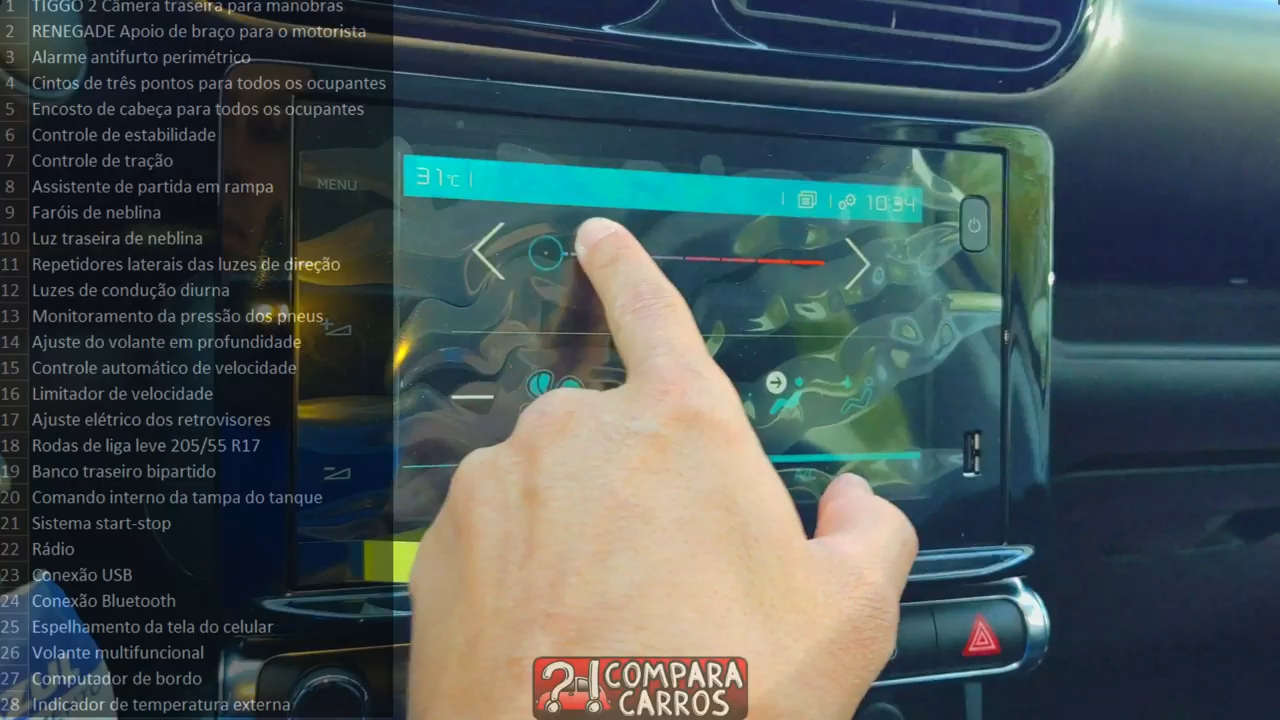 1 TIGGO 2 Câmera traseira para manobras
2 RENEGADE Apoio de braço para o motorista
3 Alarme antifurto perimétrico
4 Cintos de três pontos para todos os ocupantes
5 Encosto de cabeça para todos os ocupantes
6 Controle de estabilidade
7 Controle de tração
8 Assistente de partida em rampa
9 Faróis de neblina
10 Luz traseira de neblina
11 Repetidores laterais das luzes de direção
12 Luzes de condução diurna
13 Monitoramento da pressão dos pneus
14 Ajuste do volante em profundidade
15 Controle automático de velocidade
16 Limitador de velocidade
17 Ajuste elétrico dos retrovisores
18 Rodas de liga leve 205/55 R17
19 Banco traseiro bipartido
20 Comando interno da tampa do tanque
21 Sistema start-stop
22 Rádio
23 Conexão USB
24 Conexão Bluetooth
25 Espelhamento da tela do celular
26 Volante multifuncional
27 Computador de bordo
28 Indicador de temperatura externa
MENU
31°C
10:34
?! COMPARA
CARROS